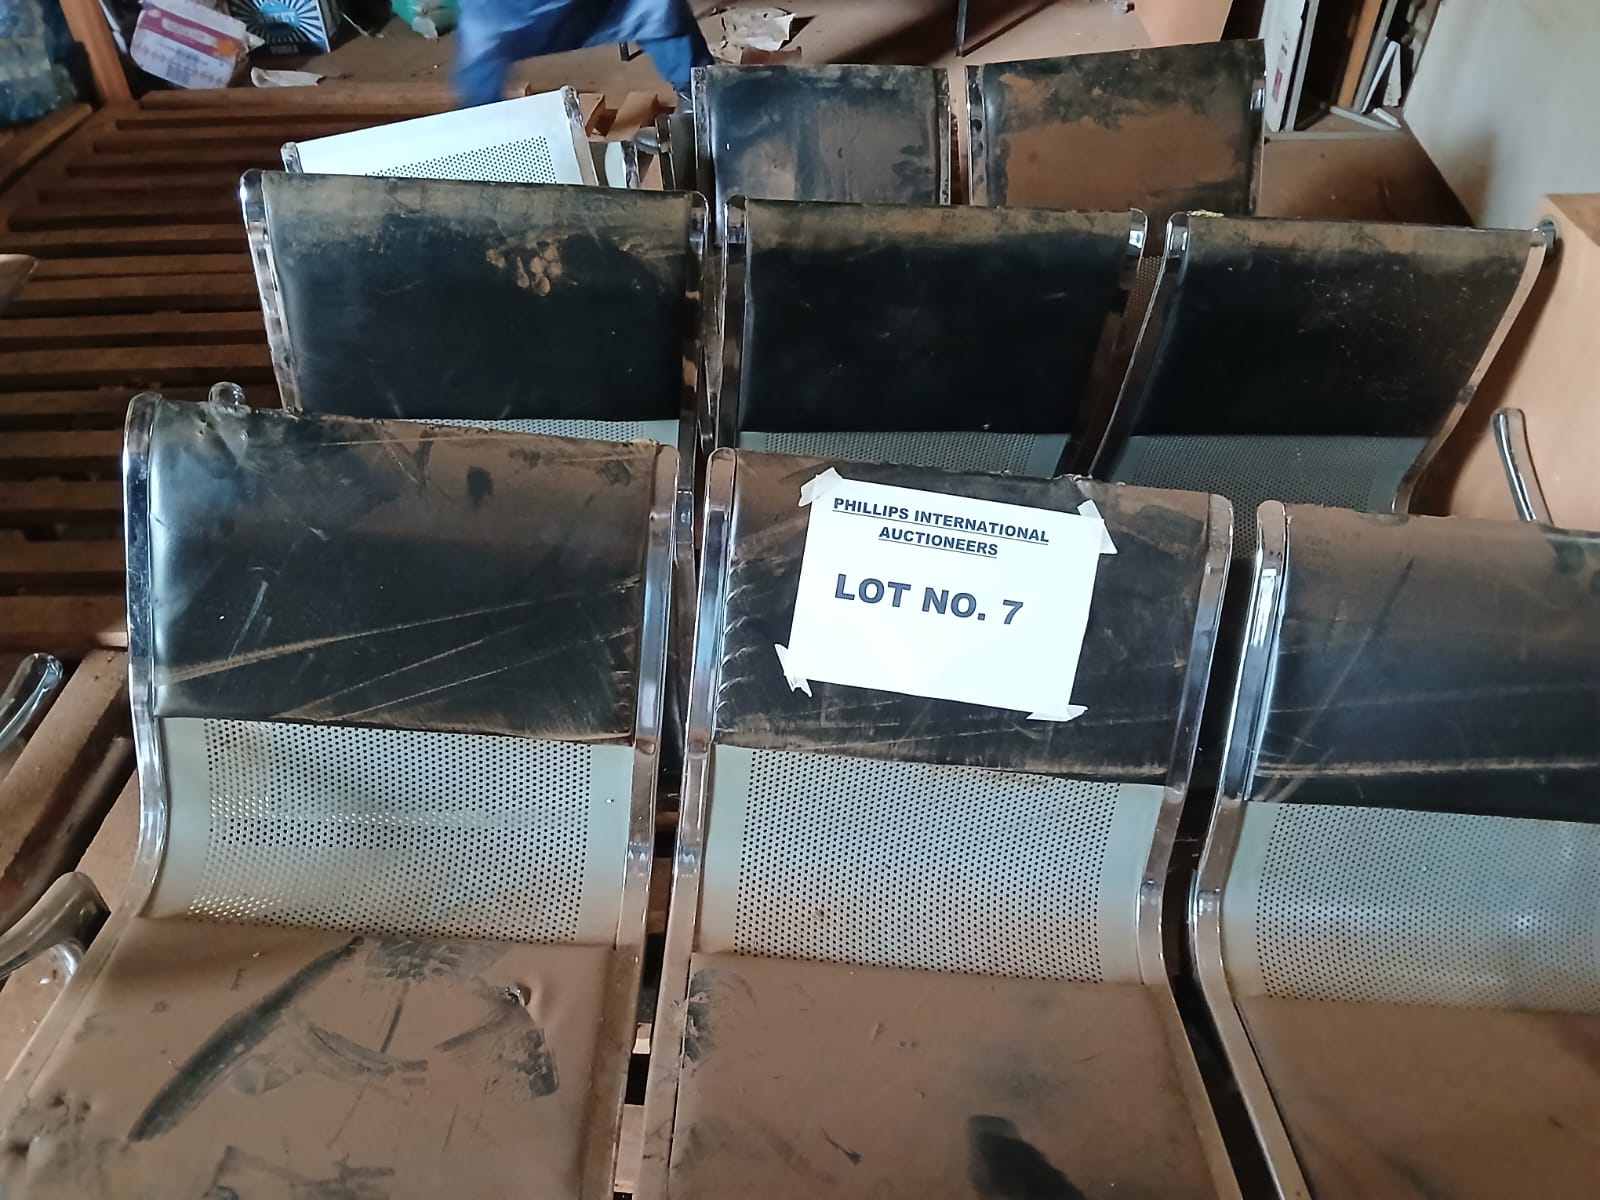 PHILLIPS INTERNATIONAL
AUCTIONEERS
LOT NO. 7